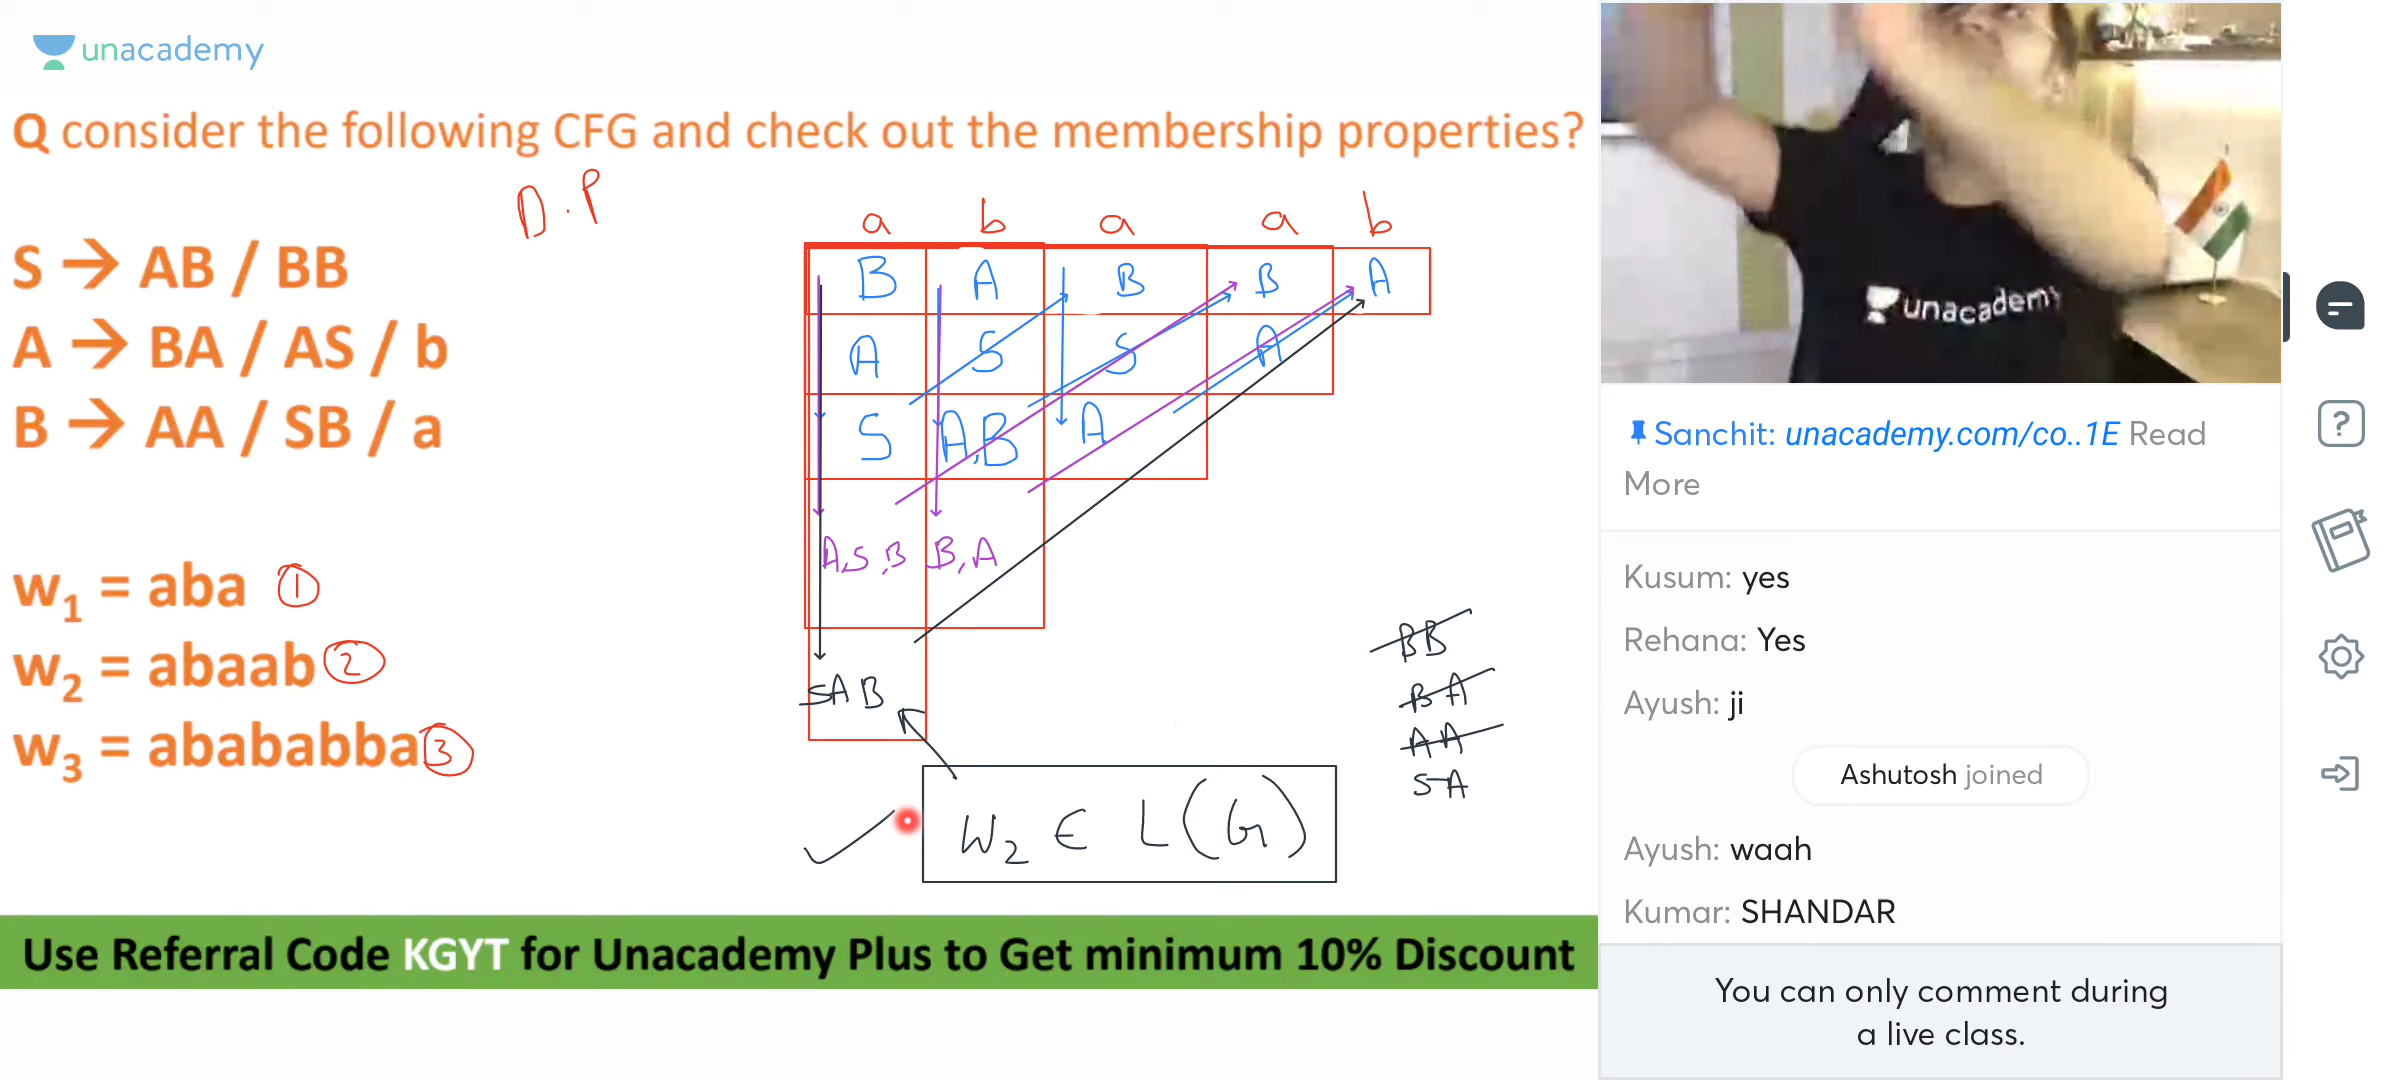 unacademy
Q consider the following CFG and check out the membership properties?
D.P
S → AB / BB
A → BA / AS / b
B → AA / SB / a
w1 = aba ①
w2 = abaab ②
w3 = abababba ③
a b a a b
B A B B A
A S S A
S A,B A
A,S,B B,A
SAB
BB
BA
AA
SA
W2 ∈ L(G)
Use Referral Code KGYT for Unacademy Plus to Get minimum 10% Discount
unacademy
Sanchit: unacademy.com/co..1E Read
More
Kusum: yes
Rehana: Yes
Ayush: ji
Ashutosh joined
Ayush: waah
Kumar: SHANDAR
You can only comment during
a live class.
?